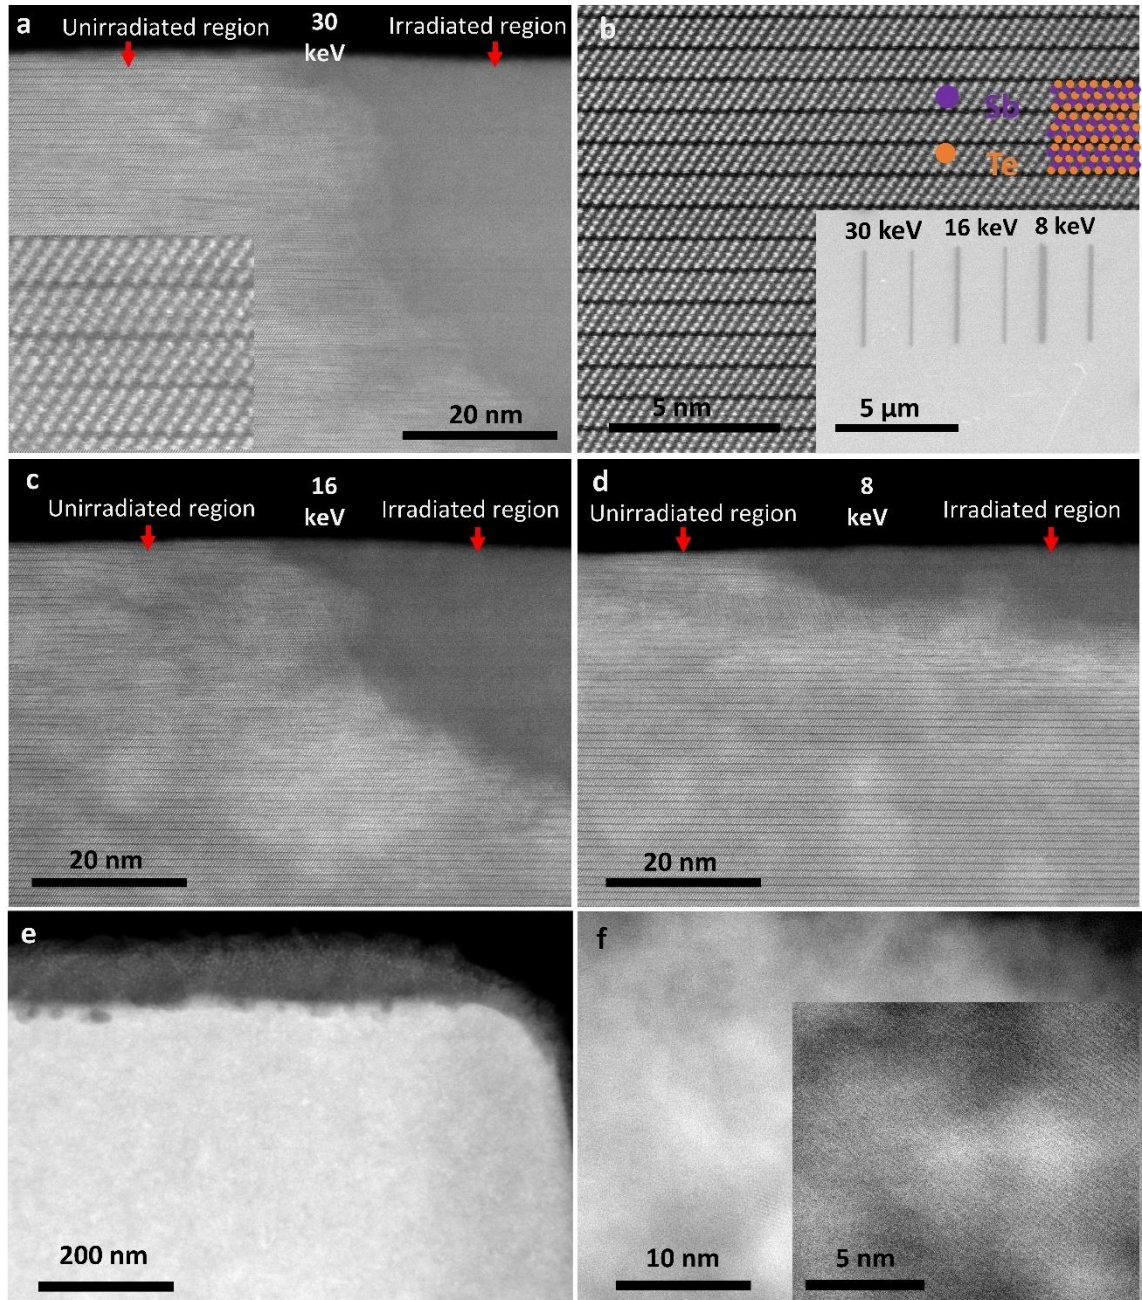 a
Unirradiated region
30
keV
Irradiated region
20 nm
b
Sb
Te
30 keV
16 keV
8 keV
5 nm
5 µm
c
Unirradiated region
16
keV
Irradiated region
20 nm
d
Unirradiated region
8
keV
Irradiated region
20 nm
e
200 nm
f
10 nm
5 nm